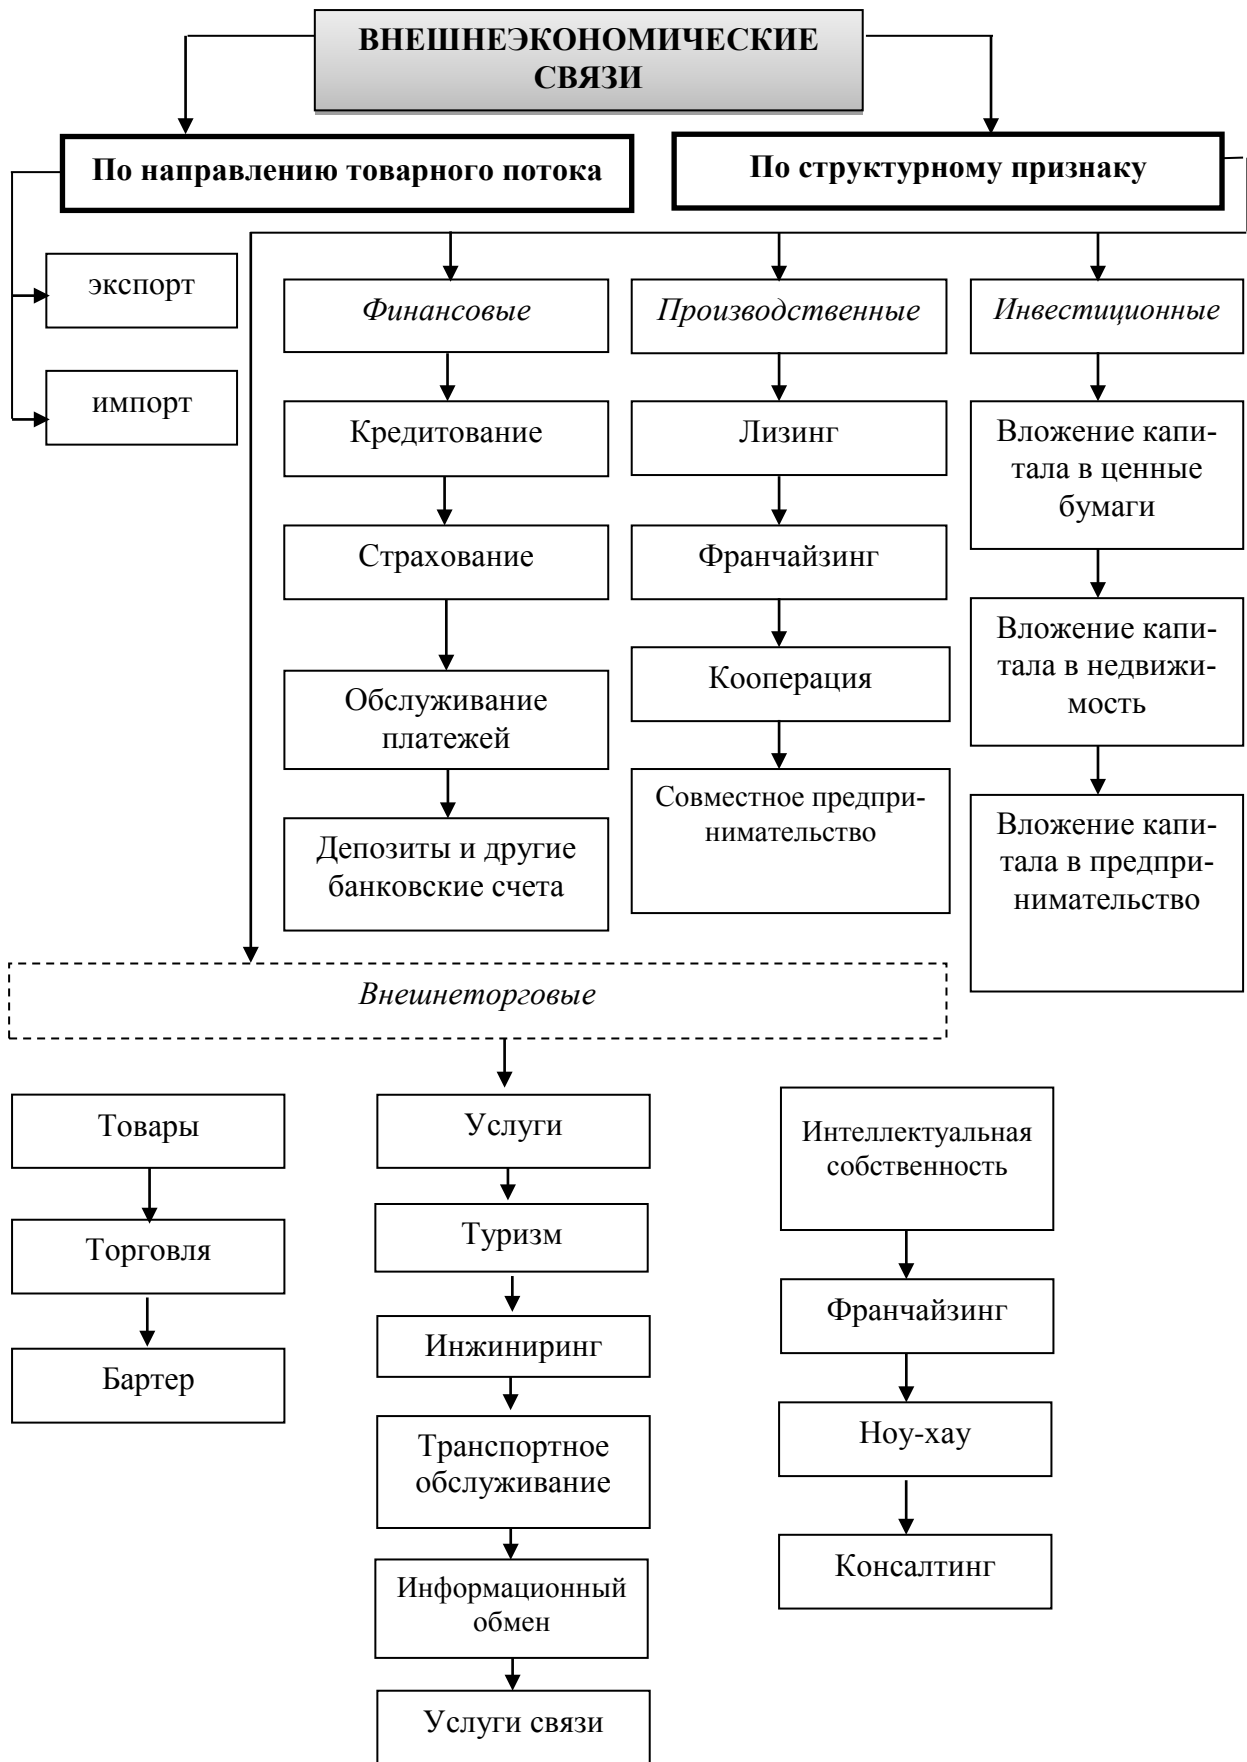 ВНЕШНЕЭКОНОМИЧЕСКИЕ
СВЯЗИ
По направлению товарного потока
По структурному признаку
экспорт
импорт
Финансовые
Производственные
Инвестиционные
Кредитование
Лизинг
Вложение капи-
тала в ценные
бумаги
Страхование
Франчайзинг
Вложение капи-
тала в недвижи-
мость
Обслуживание
платежей
Кооперация
Совместное предпри-
нимательство
Вложение капи-
тала в предпри-
нимательство
Депозиты и другие
банковские счета
Внешнеторговые
Товары
Торговля
Бартер
Услуги
Туризм
Инжиниринг
Транспортное
обслуживание
Информационный
обмен
Услуги связи
Интеллектуальная
собственность
Франчайзинг
Ноу-хау
Консалтинг